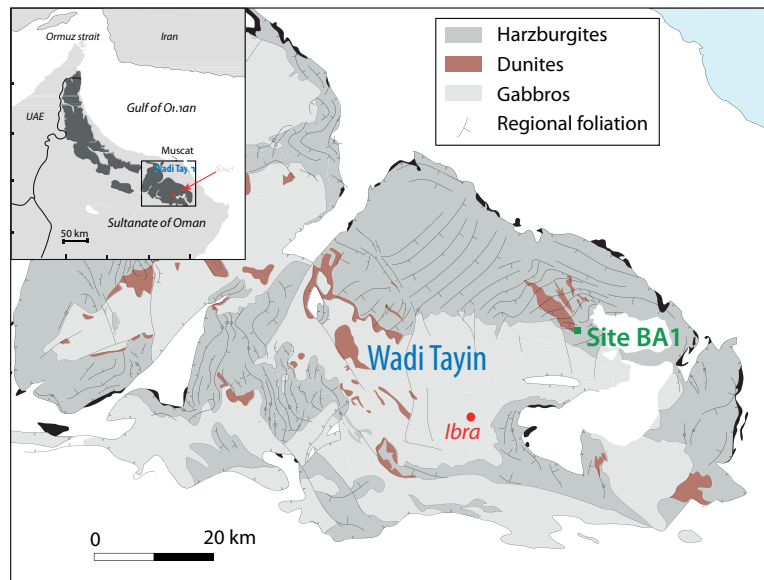 Ormuz strait
Iran
Harzburgites
Dunites
Gabbros
Regional foliation
UAE
Gulf of Oman
Muscat
Wadi Tayin
Sultanate of Oman
50 km
Site BA1
Wadi Tayin
Ibra
0 20 km